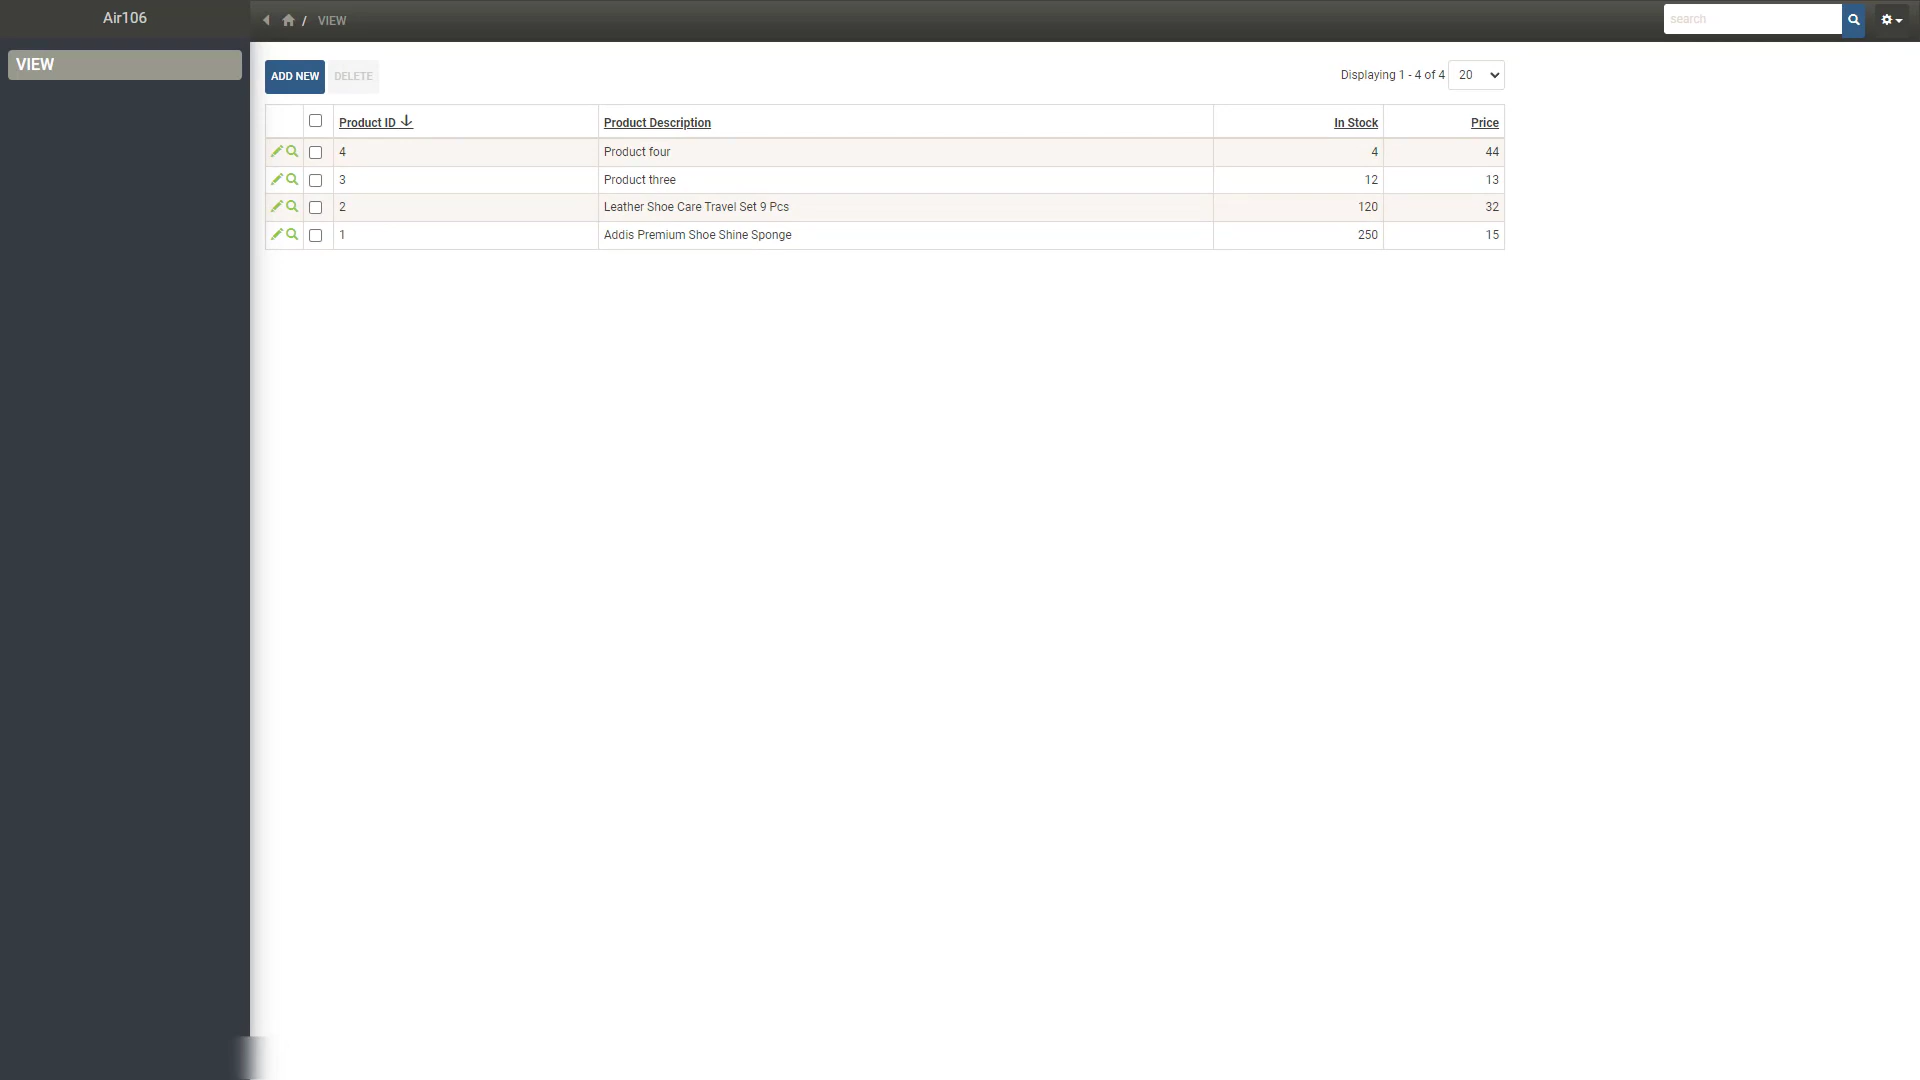 Air106
/ VIEW
search
VIEW
ADD NEW DELETE
Displaying 1 - 4 of 4 20
Product ID Product Description In Stock Price
4 Product four 4 44
3 Product three 12 13
2 Leather Shoe Care Travel Set 9 Pcs 120 32
1 Addis Premium Shoe Shine Sponge 250 15